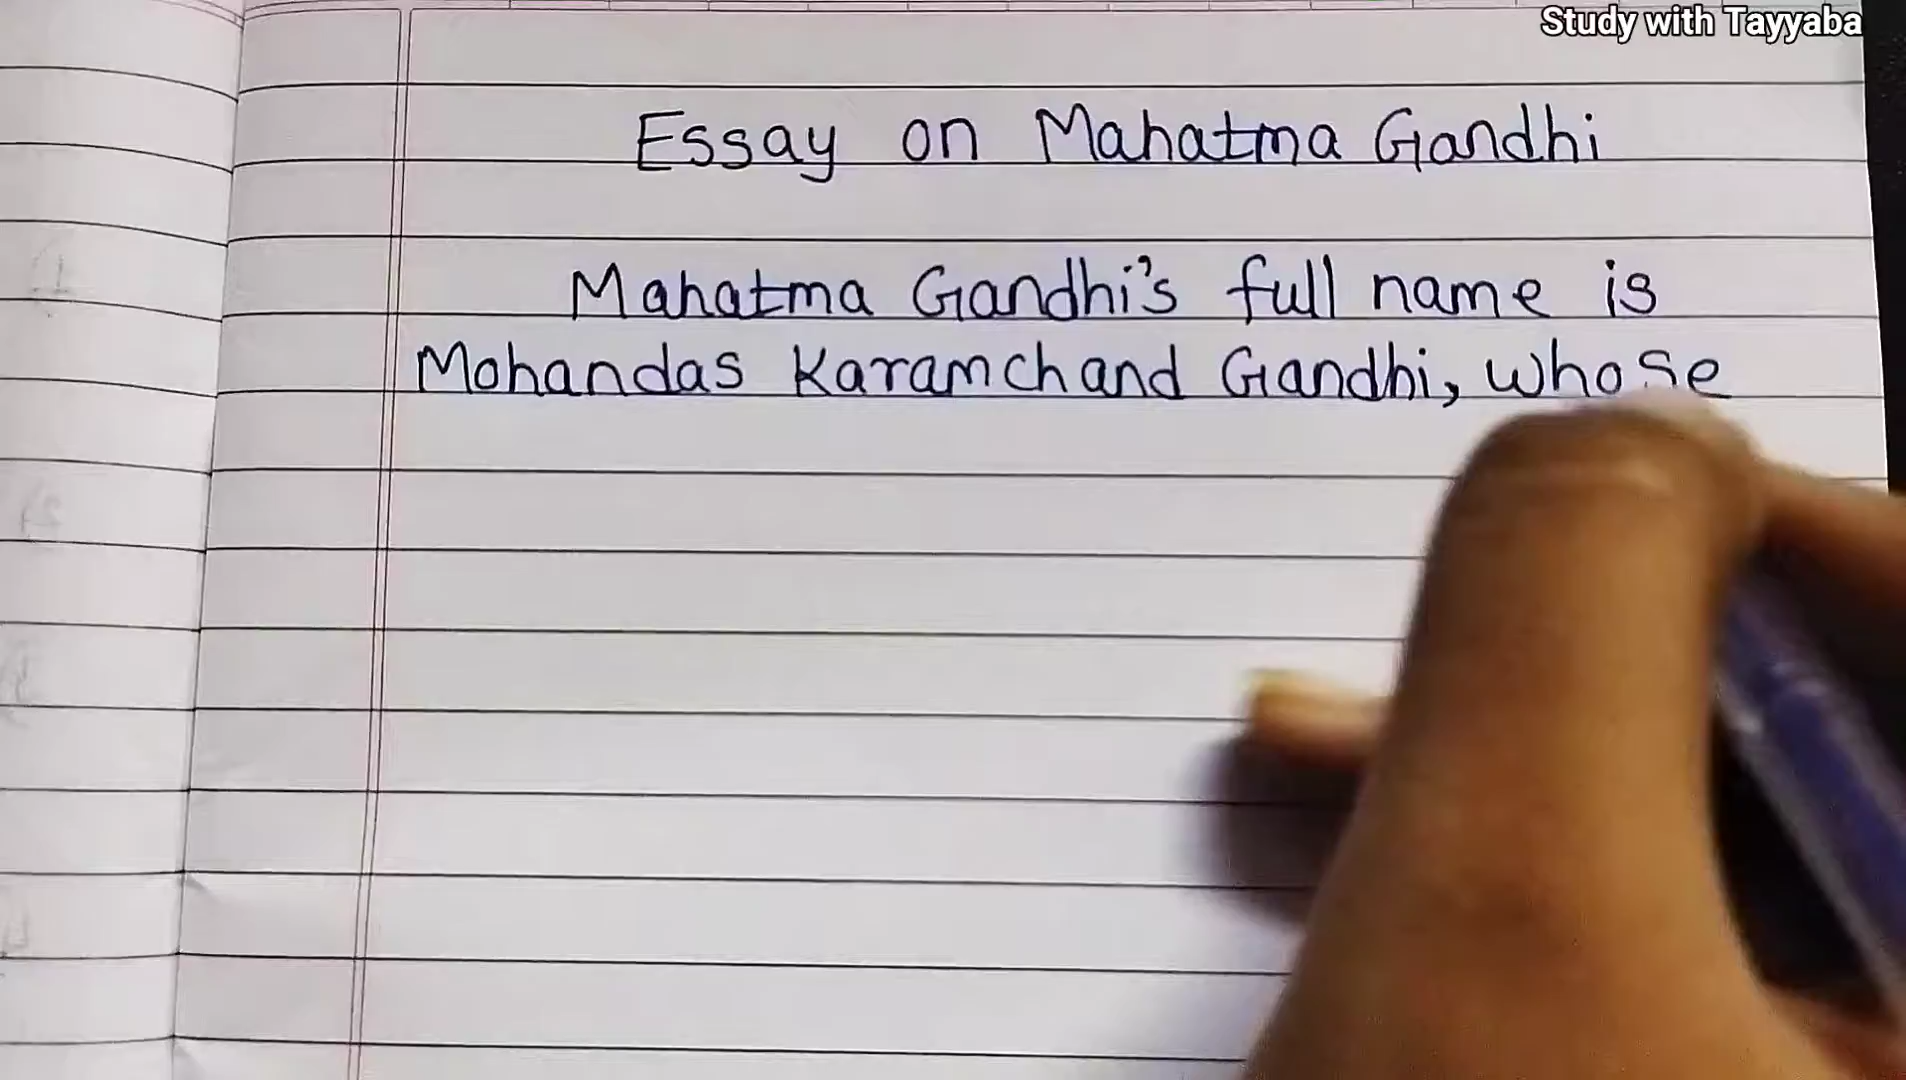 Study with Tayyaba
Essay on Mahatma Gandhi
Mahatma Gandhi's full name is
Mohandas Karamchand Gandhi, whose